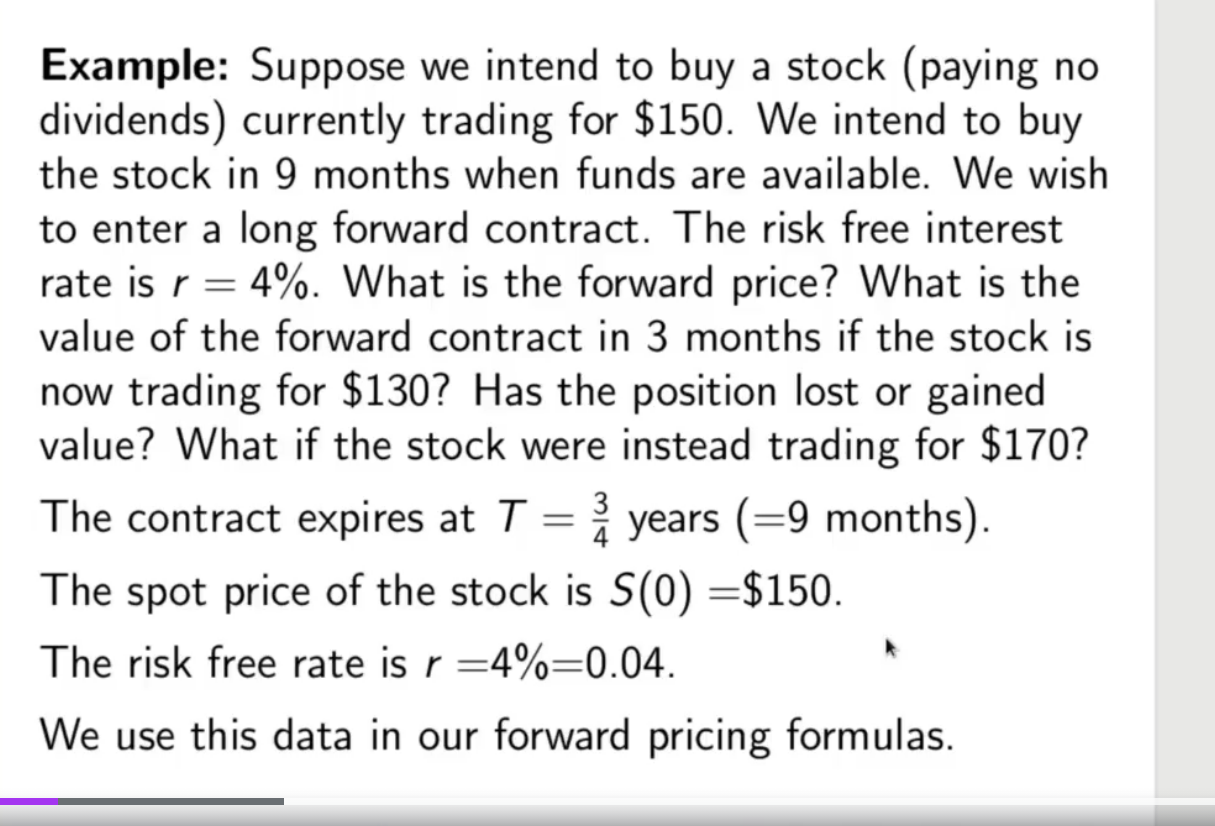 Example: Suppose we intend to buy a stock (paying no
dividends) currently trading for $150. We intend to buy
the stock in 9 months when funds are available. We wish
to enter a long forward contract. The risk free interest
rate is r = 4%. What is the forward price? What is the
value of the forward contract in 3 months if the stock is
now trading for $130? Has the position lost or gained
value? What if the stock were instead trading for $170?
The contract expires at T = 3/4 years (=9 months).
The spot price of the stock is S(0) =$150.
The risk free rate is r =4%=0.04.
We use this data in our forward pricing formulas.